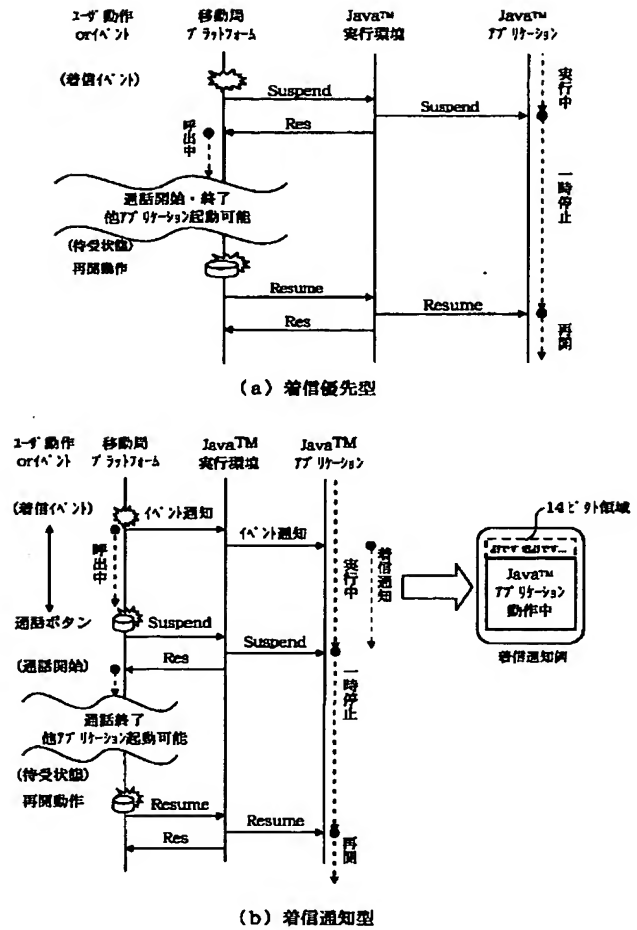 ユーザ動作
orイベント
移動局
プラットフォーム
Java™
実行環境
Java™
アプリケーション
(着信イベント)
Suspend
Suspend
Res
呼出中
実行中
通話開始・終了
他アプリケーション起動可能
一時停止
(待受状態)
再開動作
Resume
Resume
Res
再開
(a) 着信優先型
ユーザ動作
orイベント
移動局
プラットフォーム
JavaTM
実行環境
JavaTM
アプリケーション
(着信イベント)
イベント通知
イベント通知
呼出中
実行中
着信通知
14ピクト領域
Java™
アプリケーション
動作中
着信通知例
通話ボタン
Suspend
Suspend
(通話開始)
Res
一時停止
通話終了
他アプリケーション起動可能
(待受状態)
再開動作
Resume
Resume
Res
再開
(b) 着信通知型